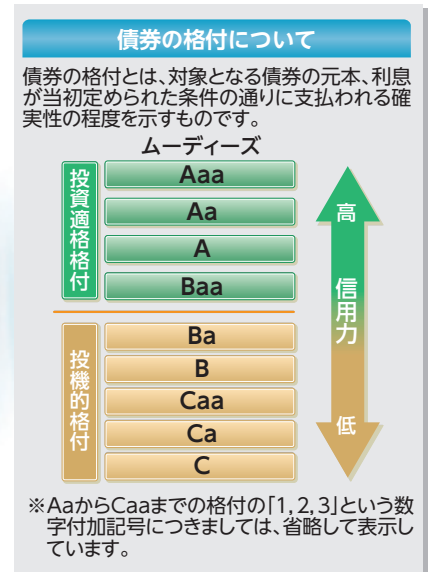 債券の格付について
債券の格付とは、対象となる債券の元本、利息
が当初定められた条件の通りに支払われる確
実性の程度を示すものです。
ムーディーズ
投資適格格付
Aaa
Aa
A
Baa
投機的格付
Ba
B
Caa
Ca
C
高
信用力
低
※AaからCaaまでの格付の「1，2，3」という数
字付加記号につきましては、省略して表示し
ています。